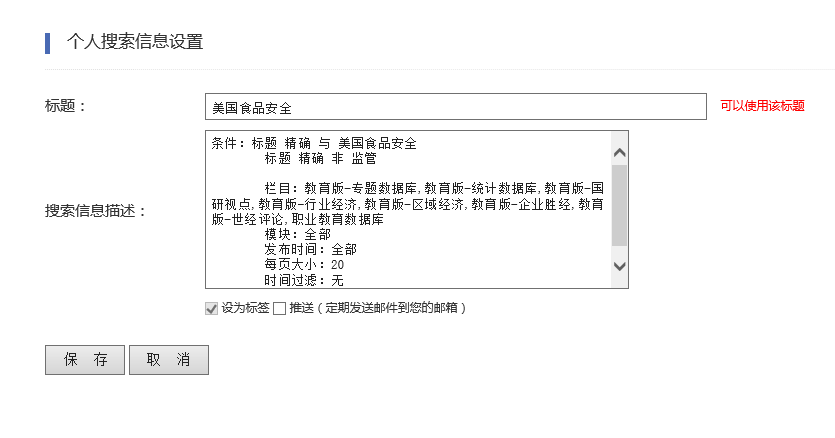 个人搜索信息设置
标题：
美国食品安全
可以使用该标题
搜索信息描述：
条件：标题 精确 与 美国食品安全
标题 精确 非 监管
栏目：教育版-专题数据库,教育版-统计数据库,教育版-国
研视点,教育版-行业经济,教育版-区域经济,教育版-企业胜经,教育
版-世经评论,职业教育数据库
模块：全部
发布时间：全部
每页大小：20
时间过滤：无
设为标签 推送（定期发送邮件到您的邮箱）
保 存 取 消